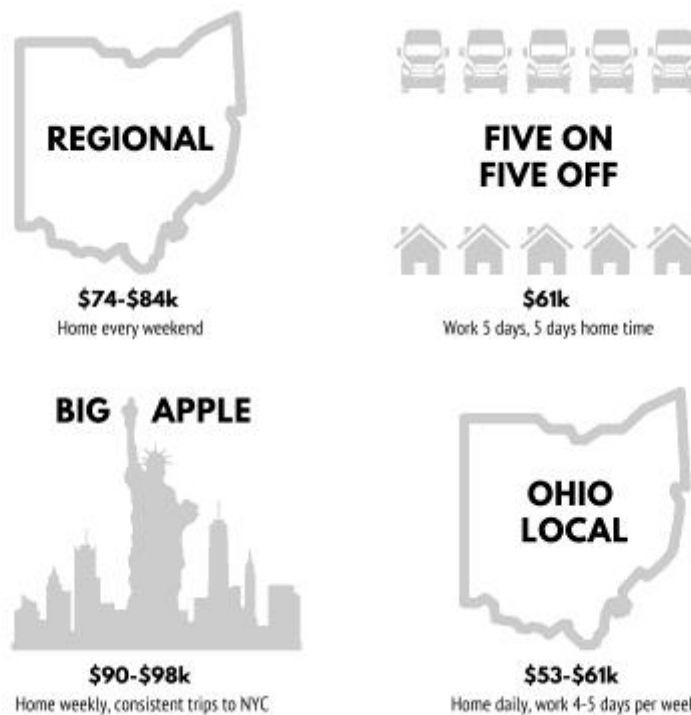 REGIONAL
$74-$84k
Home every weekend
FIVE ON
FIVE OFF
$61k
Work 5 days, 5 days home time
BIG APPLE
$90-$98k
Home weekly, consistent trips to NYC
OHIO
LOCAL
$53-$61k
Home daily, work 4-5 days per week